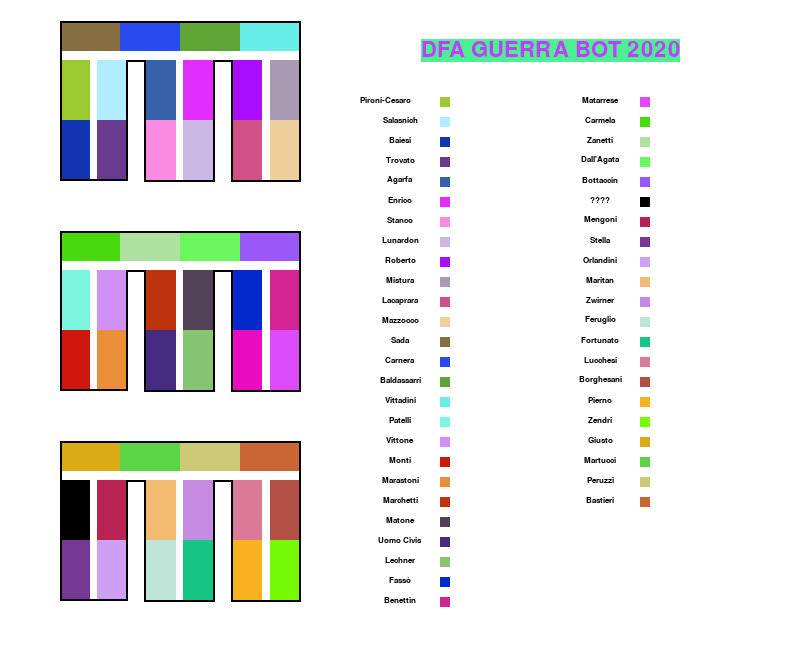 DFA GUERRA BOT 2020
Pironi-Cesaro
Salasnich
Baiesi
Trovato
Agarfa
Enrico
Stanco
Lunardon
Roberto
Mistura
Lacaprara
Mazzocco
Sada
Carnera
Baldassarri
Vittadini
Patelli
Vittone
Monti
Marastoni
Marchetti
Matone
Uomo Civis
Lechner
Fassò
Benettin
Matarrese
Carmela
Zanetti
Dall'Agata
Bottaccin
????
Mengoni
Stella
Orlandini
Maritan
Zwirner
Feruglio
Fortunato
Lucchesi
Borghesani
Pierno
Zendri
Giusto
Martucci
Peruzzi
Bastieri